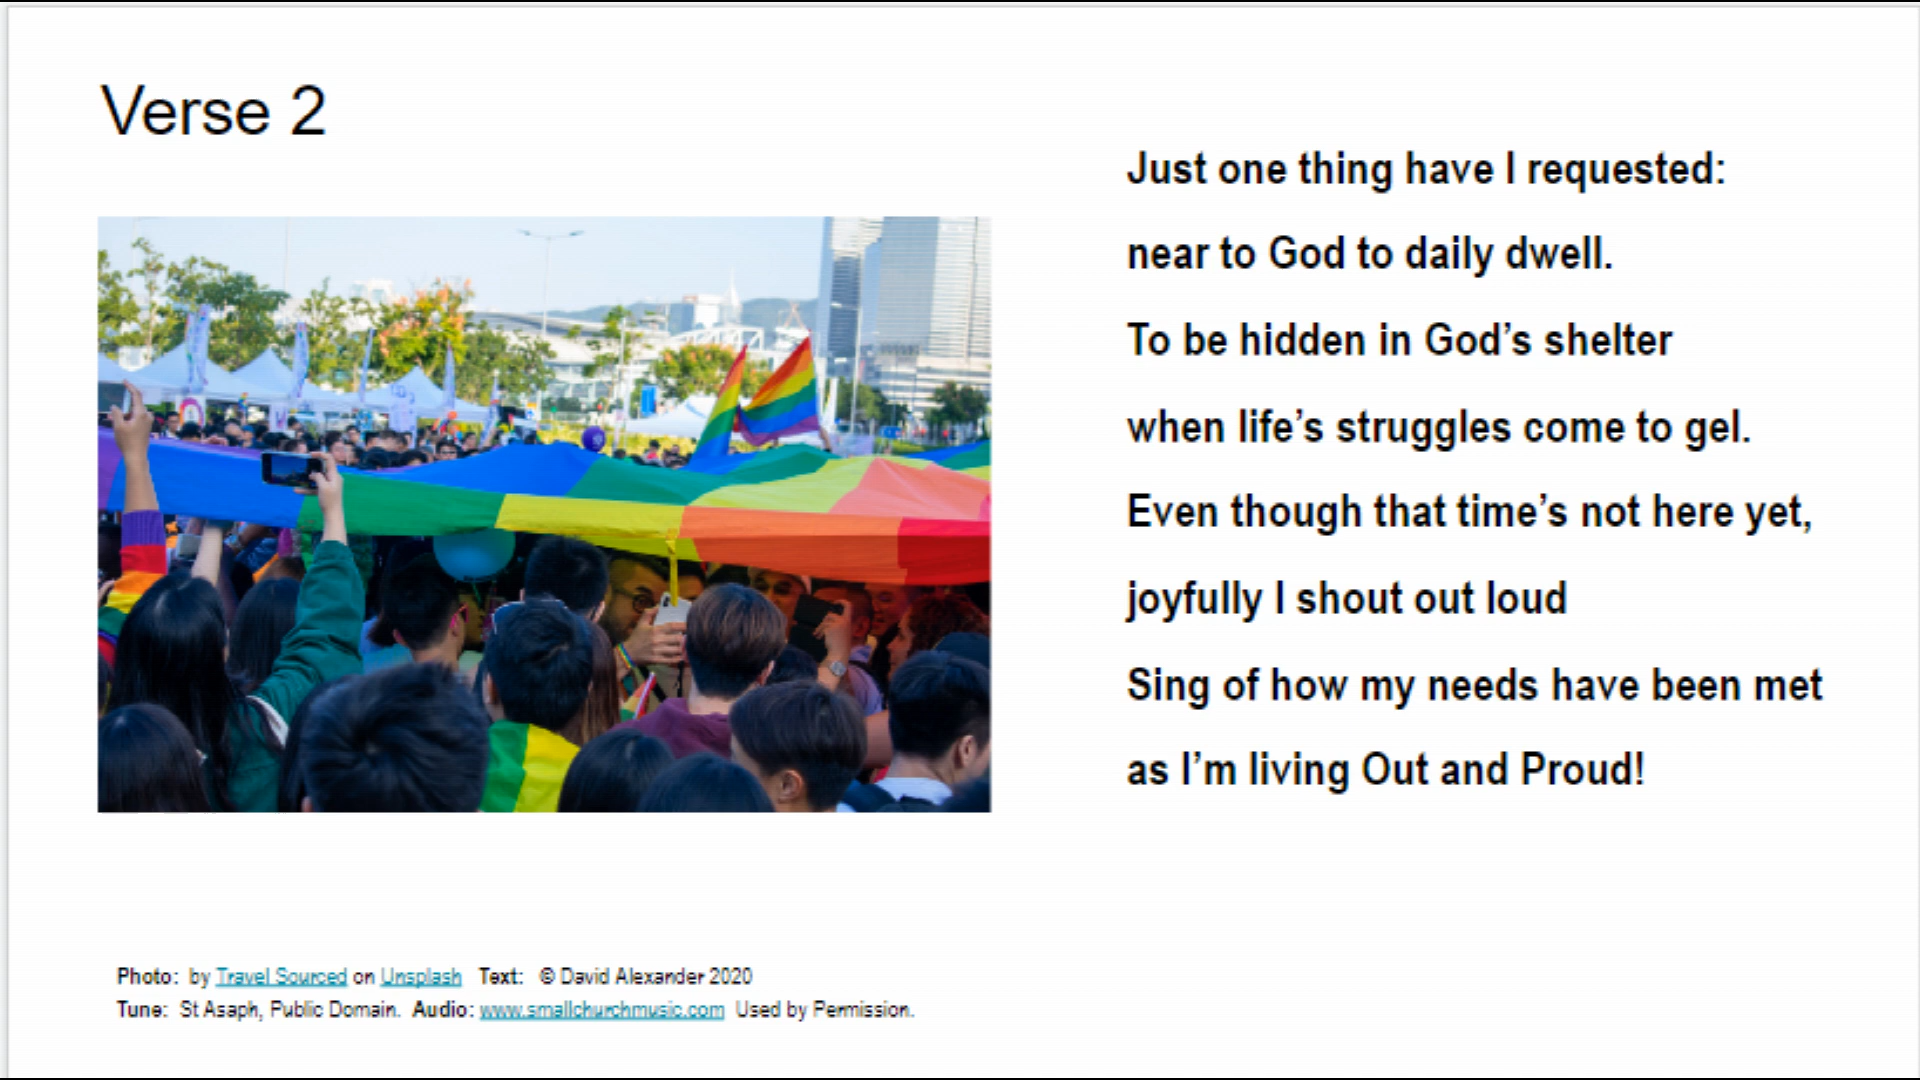 Verse 2
Just one thing have I requested:
near to God to daily dwell.
To be hidden in God’s shelter
when life’s struggles come to gel.
Even though that time’s not here yet,
joyfully I shout out loud
Sing of how my needs have been met
as I’m living Out and Proud!
Photo: by Travel Sourced on Unsplash Text: © David Alexander 2020
Tune: St Asaph, Public Domain. Audio: www.smallchurchmusic.com Used by Permission.